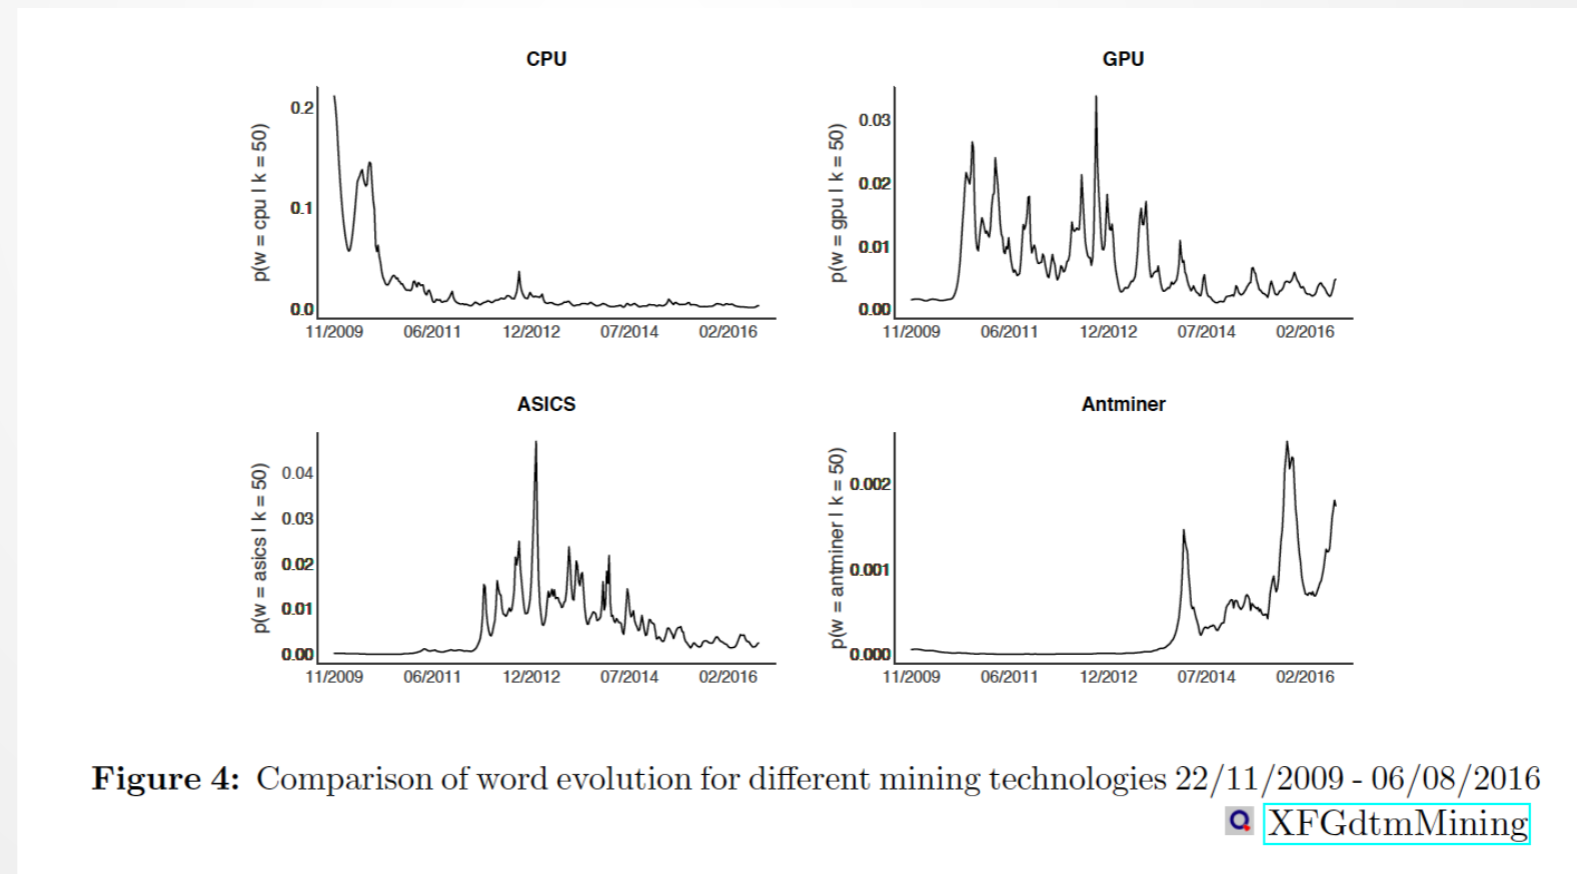 CPU
p(w = cpu | k = 50)
0.2
0.1
0.0
11/2009 06/2011 12/2012 07/2014 02/2016
GPU
p(w = gpu | k = 50)
0.03
0.02
0.01
0.00
11/2009 06/2011 12/2012 07/2014 02/2016
ASICS
p(w = asics | k = 50)
0.04
0.03
0.02
0.01
0.00
11/2009 06/2011 12/2012 07/2014 02/2016
Antminer
p(w = antminer | k = 50)
0.002
0.001
0.000
11/2009 06/2011 12/2012 07/2014 02/2016
Figure 4: Comparison of word evolution for different mining technologies 22/11/2009 - 06/08/2016
XFGdtmMining